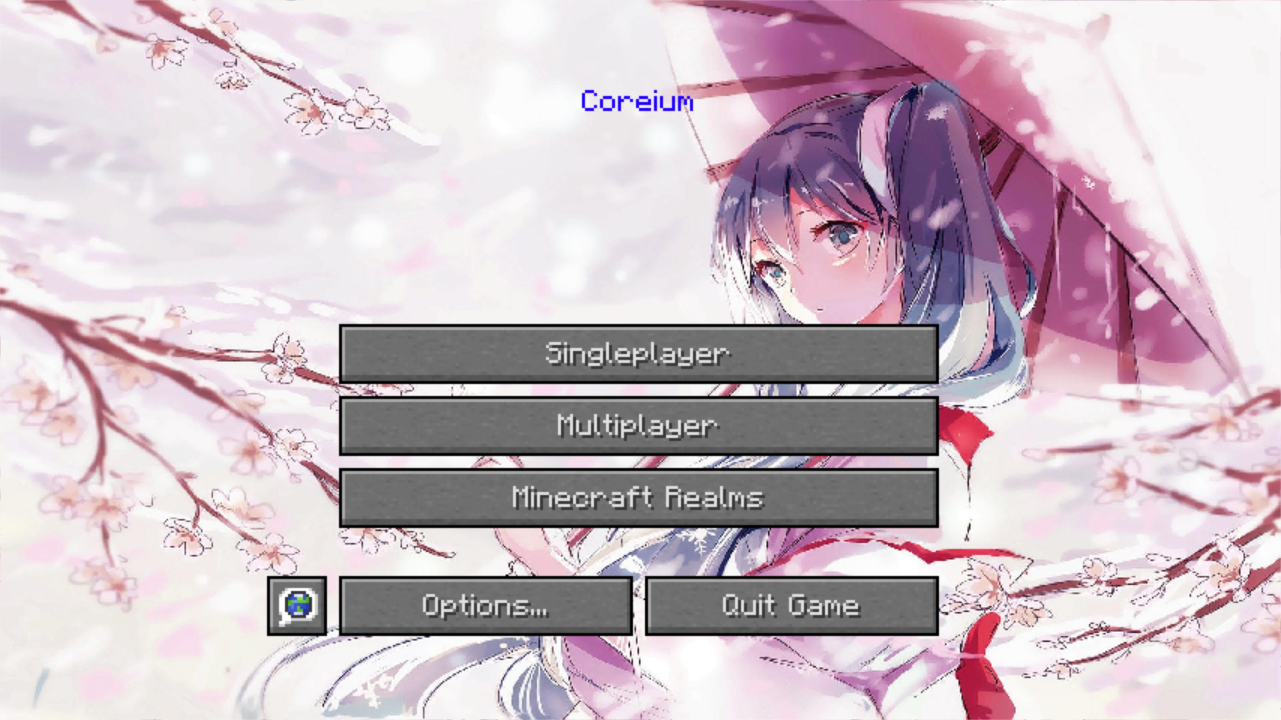 Coreium
Singleplayer
Multiplayer
Minecraft Realms
Options...
Quit Game